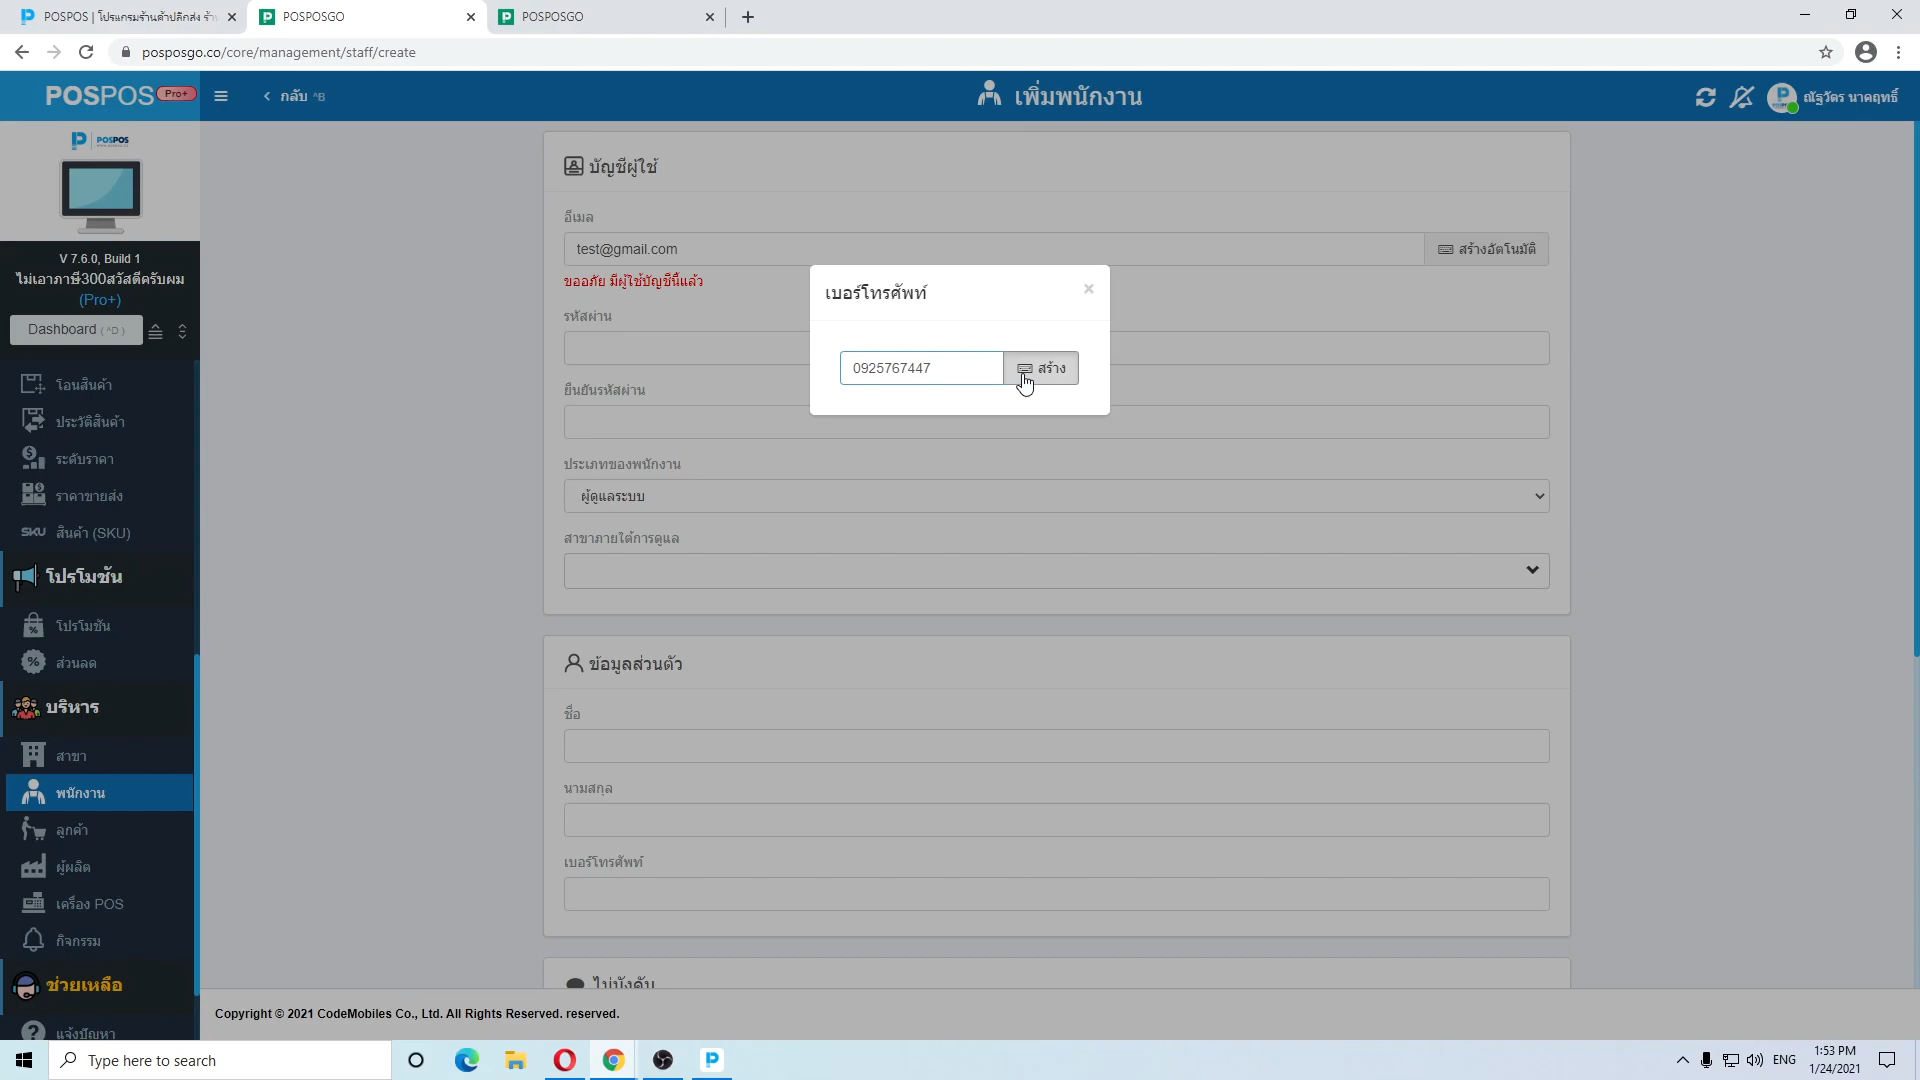 POSPOS | โปรแกรมร้านค้าปลีกส่ง ร้าน
POSPOSGO
POSPOSGO
posposgo.co/core/management/staff/create
POSPOS Pro+
กลับ ^B
เพิ่มพนักงาน
ณัฐวัตร นาคฤทธิ์
POSPOS
V 7.6.0, Build 1
ไม่เอาภาษี300สวัสดีครับผม
(Pro+)
Dashboard ( ^D )
โอนสินค้า
ประวัติสินค้า
ระดับราคา
ราคาขายส่ง
SKU สินค้า (SKU)
โปรโมชัน
โปรโมชัน
ส่วนลด
บริหาร
สาขา
พนักงาน
ลูกค้า
ผู้ผลิต
เครื่อง POS
กิจกรรม
ช่วยเหลือ
แจ้งปัญหา
บัญชีผู้ใช้
อีเมล
test@gmail.com
สร้างอัตโนมัติ
ขออภัย มีผู้ใช้บัญชีนี้แล้ว
รหัสผ่าน
ยืนยันรหัสผ่าน
ประเภทของพนักงาน
ผู้ดูแลระบบ
สาขาภายใต้การดูแล
เบอร์โทรศัพท์
×
0925767447
สร้าง
ข้อมูลส่วนตัว
ชื่อ
นามสกุล
เบอร์โทรศัพท์
ไม่บังคับ
Copyright © 2021 CodeMobiles Co., Ltd. All Rights Reserved. reserved.
Type here to search
ENG
1:53 PM
1/24/2021